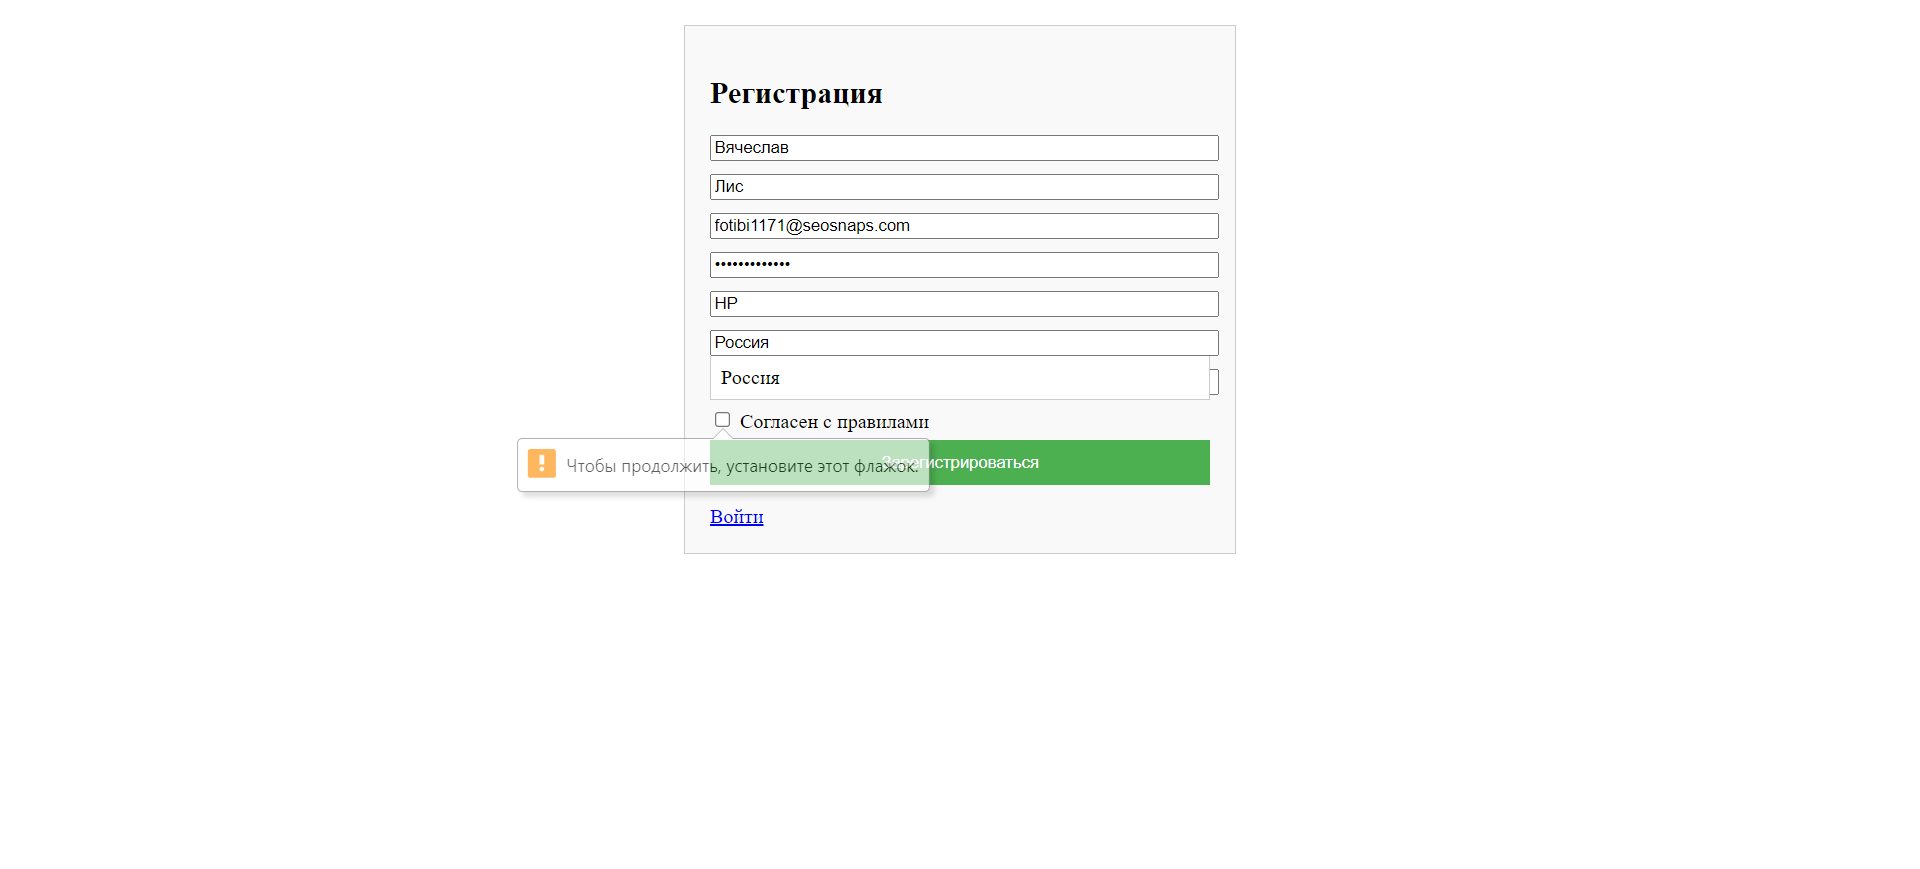 Регистрация
Вячеслав
Лис
fotibi1171@seosnaps.com
•••••••••••••
HP
Россия
Россия
Согласен с правилами
Зарегистрироваться
Чтобы продолжить, установите этот флажок.
Войти